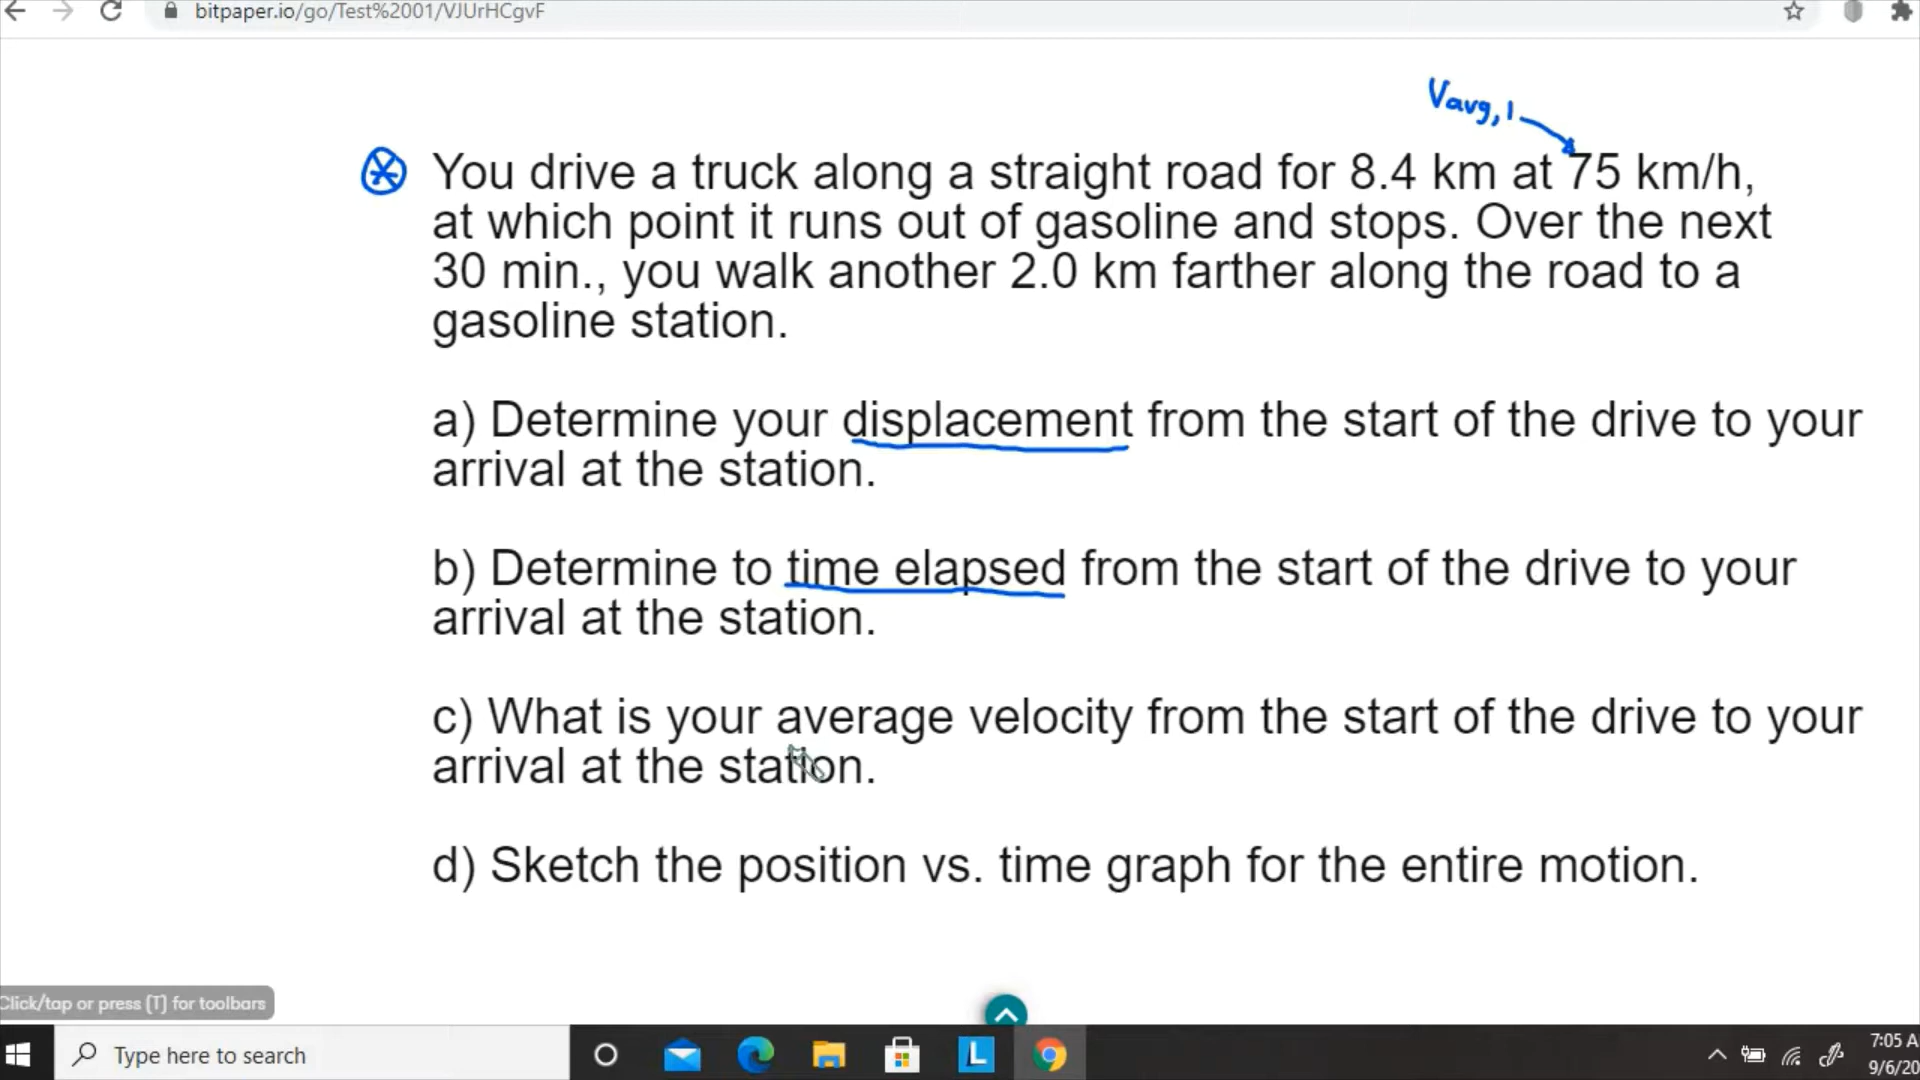 bitpaper.io/go/Test%2001/VJUrHCgvF
Vavg,1
You drive a truck along a straight road for 8.4 km at 75 km/h,
at which point it runs out of gasoline and stops. Over the next
30 min., you walk another 2.0 km farther along the road to a
gasoline station.
a) Determine your displacement from the start of the drive to your
arrival at the station.
b) Determine to time elapsed from the start of the drive to your
arrival at the station.
c) What is your average velocity from the start of the drive to your
arrival at the station.
d) Sketch the position vs. time graph for the entire motion.
Click/tap or press (T) for toolbars
Type here to search
L
7:05 A
9/6/20